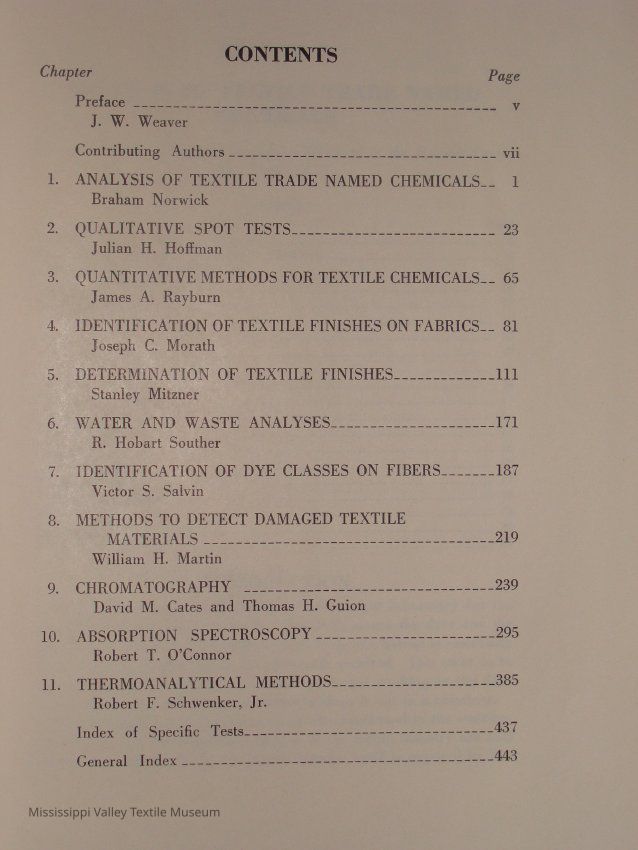 CONTENTS
Chapter Page
Preface v
J. W. Weaver
Contributing Authors vii
1. ANALYSIS OF TEXTILE TRADE NAMED CHEMICALS 1
Braham Norwick
2. QUALITATIVE SPOT TESTS 23
Julian H. Hoffman
3. QUANTITATIVE METHODS FOR TEXTILE CHEMICALS 65
James A. Rayburn
4. IDENTIFICATION OF TEXTILE FINISHES ON FABRICS 81
Joseph C. Morath
5. DETERMINATION OF TEXTILE FINISHES 111
Stanley Mitzner
6. WATER AND WASTE ANALYSES 171
R. Hobart Souther
7. IDENTIFICATION OF DYE CLASSES ON FIBERS 187
Victor S. Salvin
8. METHODS TO DETECT DAMAGED TEXTILE
MATERIALS 219
William H. Martin
9. CHROMATOGRAPHY 239
David M. Cates and Thomas H. Guion
10. ABSORPTION SPECTROSCOPY 295
Robert T. O'Connor
11. THERMOANALYTICAL METHODS 385
Robert F. Schwenker, Jr.
Index of Specific Tests 437
General Index 443
Mississippi Valley Textile Museum